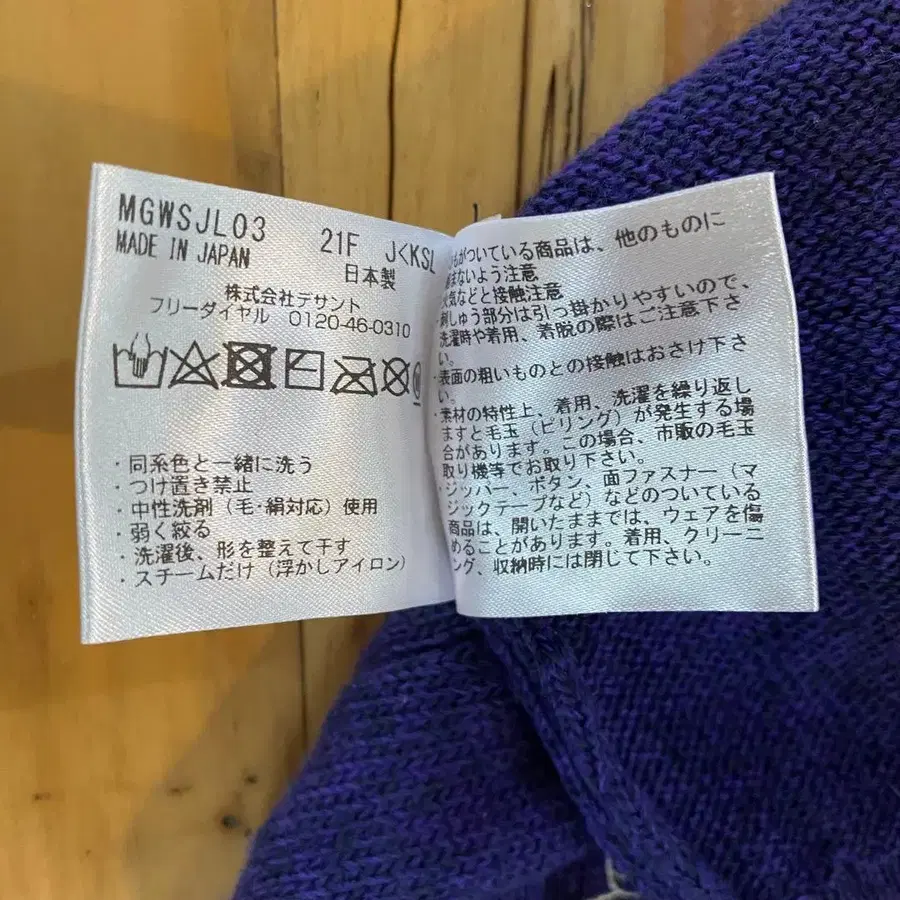 MGWSJL03 21F J<KSL
MADE IN JAPAN 日本製
株式会社デサント
フリーダイヤル 0120-46-0310
・同系色と一緒に洗う
・つけ置き禁止
・中性洗剤(毛・絹対応)使用
・弱く絞る
・洗濯後、形を整えて干す
・スチームだけ(浮かしアイロン)
もがついている商品は、他のものに
まないよう注意
火気などと接触注意
・刺しゅう部分は引っ掛かりやすいので、
洗濯時や着用、着脱の際はご注意下さ
い。
・表面の粗いものとの接触はおさけ下さ
い。
・素材の特性上、着用、洗濯を繰り返し
ますと毛玉(ピリング)が発生する場
合があります。この場合、市販の毛玉
取り機等でお取り下さい。
・ジッパー、ボタン、面ファスナー(マ
ジックテープなど)などのついている
商品は、開いたままでは、ウェアを傷
めることがあります。着用、クリーニ
ング、収納時には閉じて下さい。